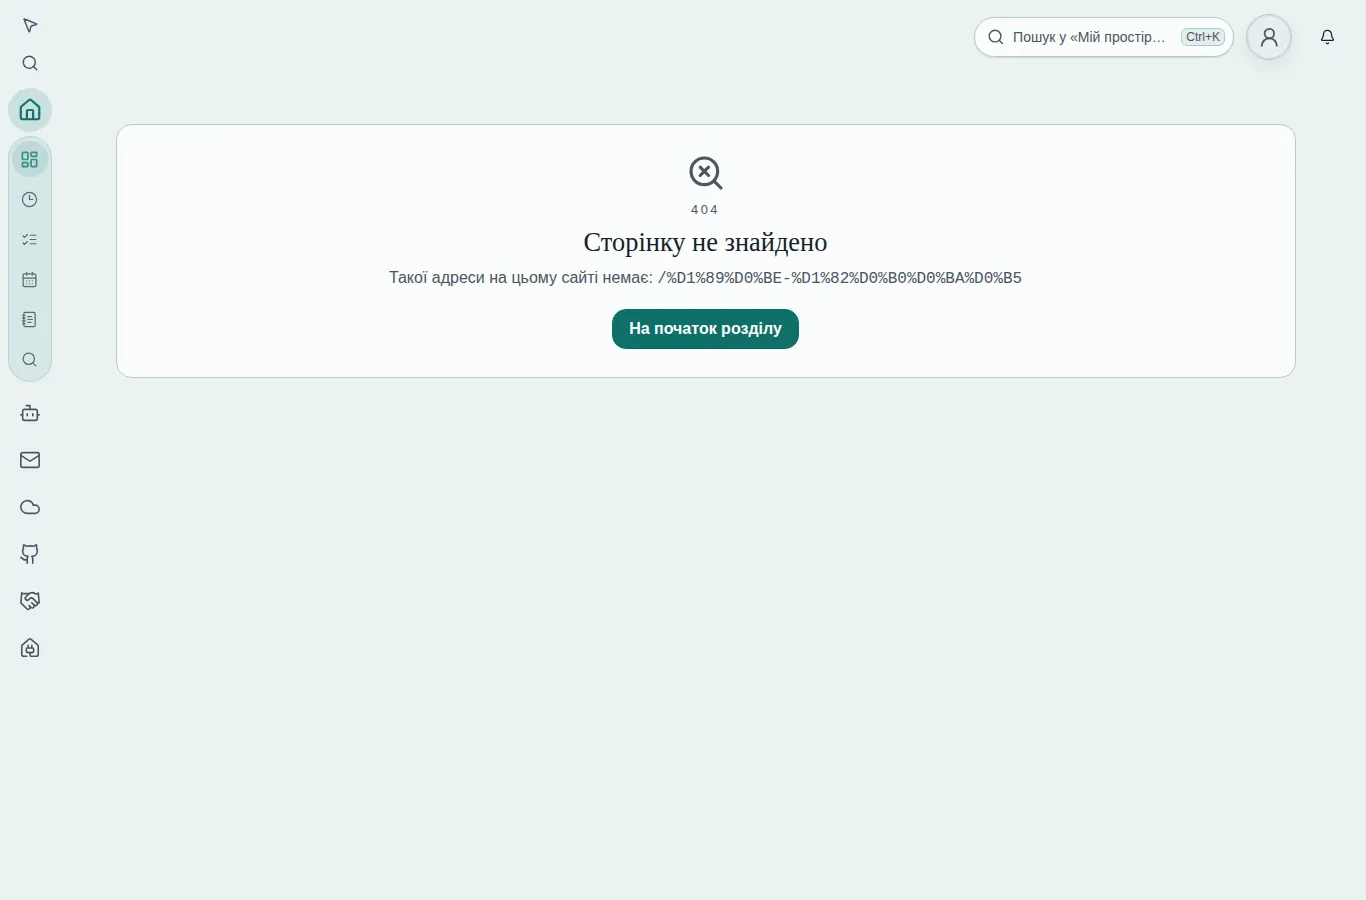 Пошук у «Мій простір…
Ctrl+K
404
Сторінку не знайдено
Такої адреси на цьому сайті немає: /%D1%89%D0%BE-%D1%82%D0%B0%D0%BA%D0%B5
На початок розділу